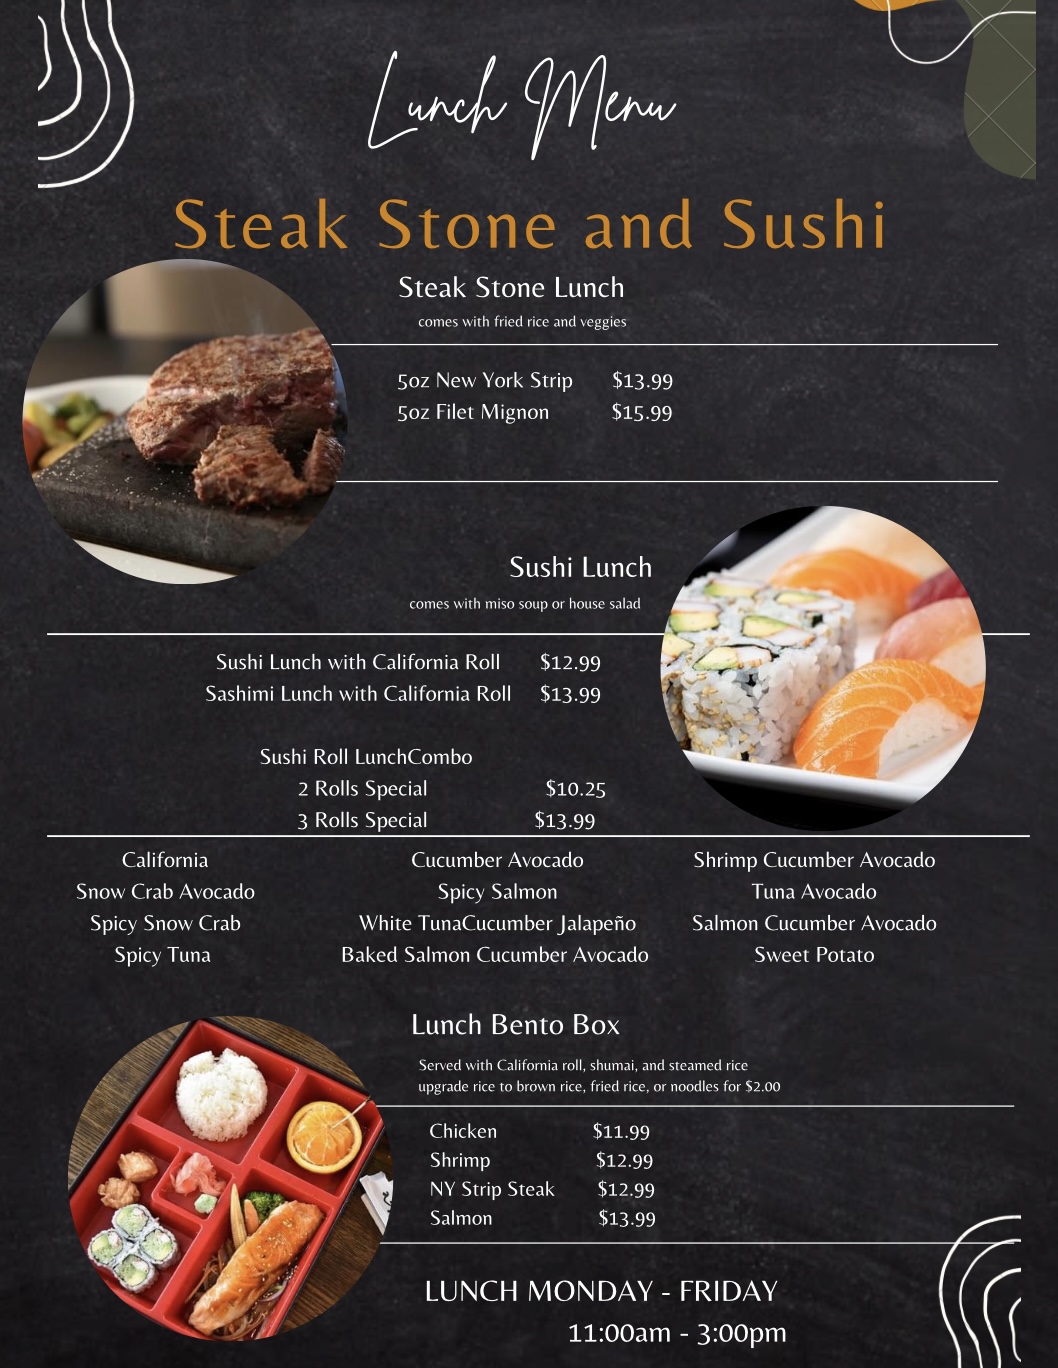 Lunch Menu
Steak Stone and Sushi
Steak Stone Lunch
comes with fried rice and veggies
5oz New York Strip $13.99
5oz Filet Mignon $15.99
Sushi Lunch
comes with miso soup or house salad
Sushi Lunch with California Roll $12.99
Sashimi Lunch with California Roll $13.99
Sushi Roll LunchCombo
2 Rolls Special $10.25
3 Rolls Special $13.99
California
Snow Crab Avocado
Spicy Snow Crab
Spicy Tuna
Cucumber Avocado
Spicy Salmon
White TunaCucumber Jalapeño
Baked Salmon Cucumber Avocado
Shrimp Cucumber Avocado
Tuna Avocado
Salmon Cucumber Avocado
Sweet Potato
Lunch Bento Box
Served with California roll, shumai, and steamed rice
upgrade rice to brown rice, fried rice, or noodles for $2.00
Chicken $11.99
Shrimp $12.99
NY Strip Steak $12.99
Salmon $13.99
LUNCH MONDAY - FRIDAY
11:00am - 3:00pm